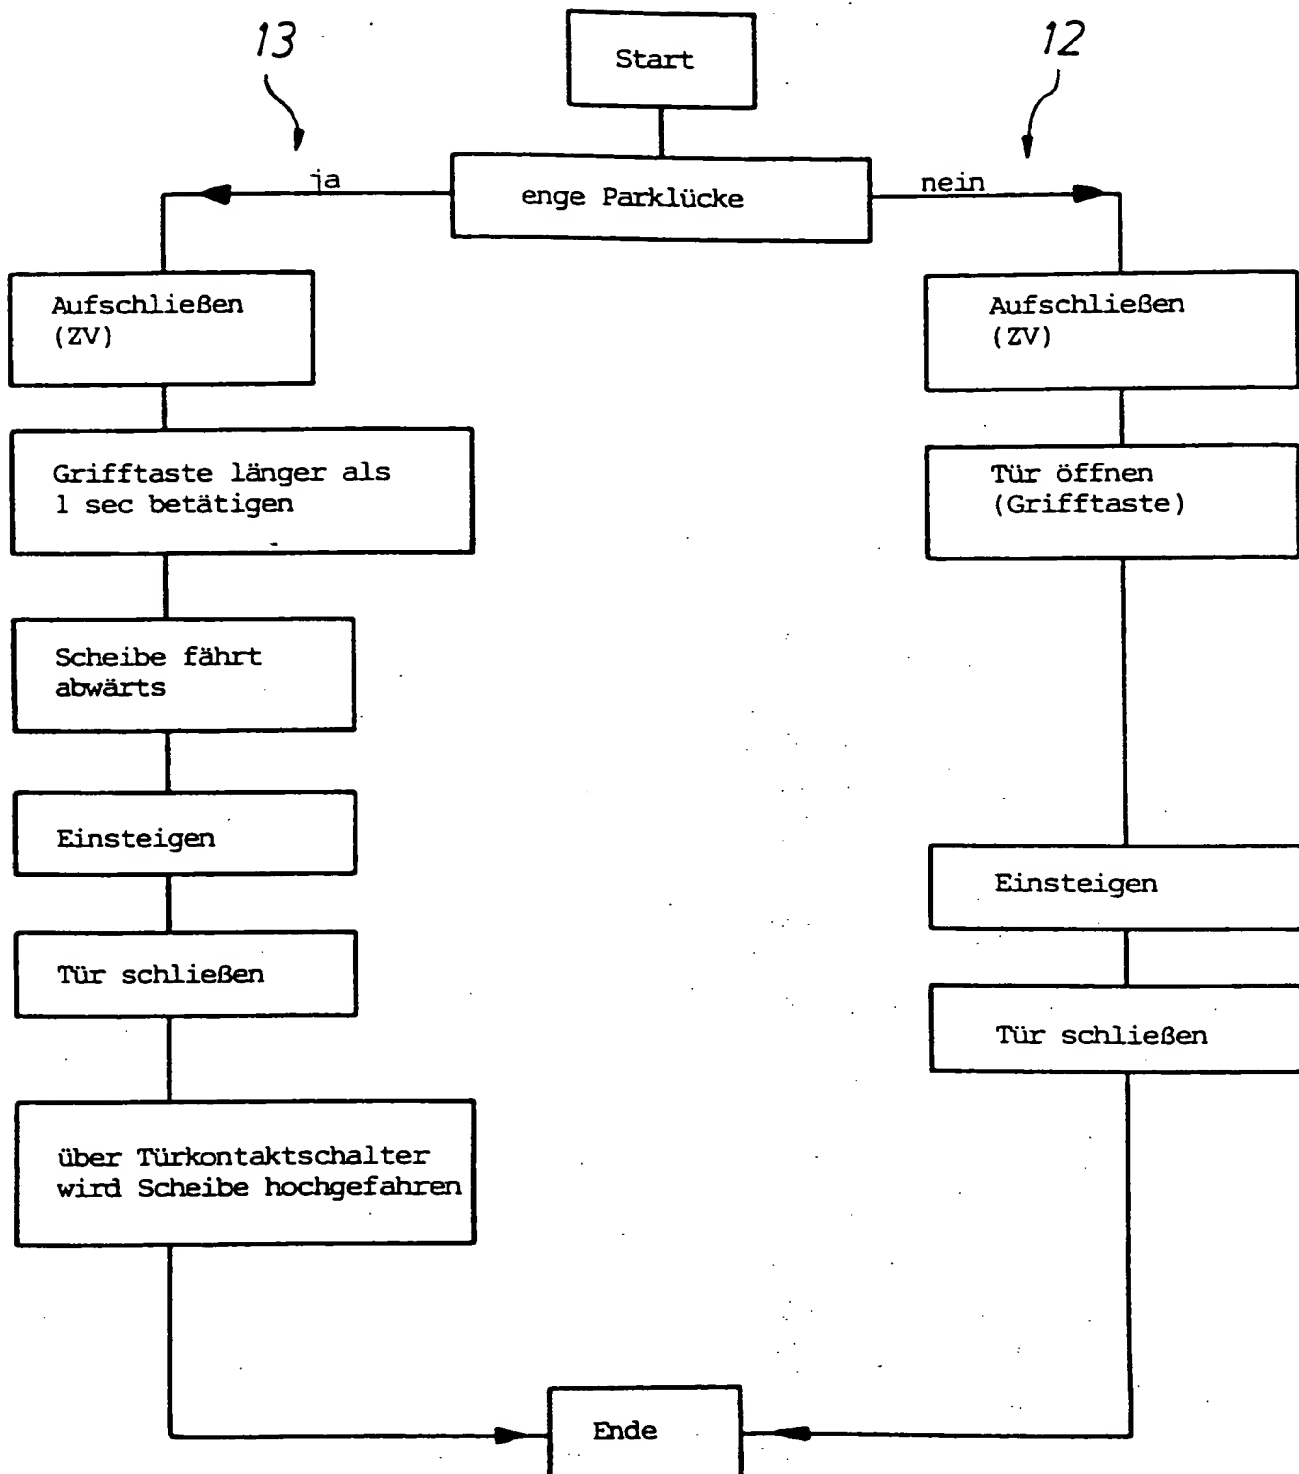 13
Start
12
ja
enge Parklücke
nein
Aufschließen
(ZV)
Grifftaste länger als
1 sec betätigen
Scheibe fährt
abwärts
Einsteigen
Tür schließen
über Türkontaktschalter
wird Scheibe hochgefahren
Aufschließen
(ZV)
Tür öffnen
(Grifftaste)
Einsteigen
Tür schließen
Ende